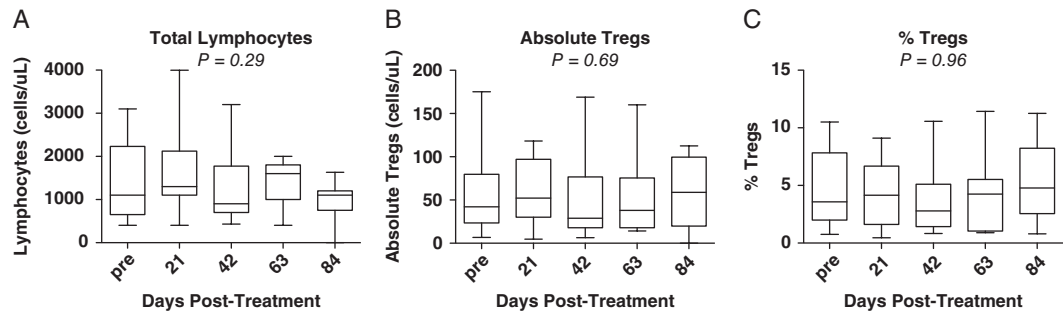 A
Total Lymphocytes
P = 0.29
Lymphocytes (cells/uL)
4000
3000
2000
1000
0
pre
21
42
63
84
Days Post-Treatment
B
Absolute Tregs
P = 0.69
Absolute Tregs (cells/uL)
200
150
100
50
0
pre
21
42
63
84
Days Post-Treatment
C
% Tregs
P = 0.96
% Tregs
15
10
5
0
pre
21
42
63
84
Days Post-Treatment